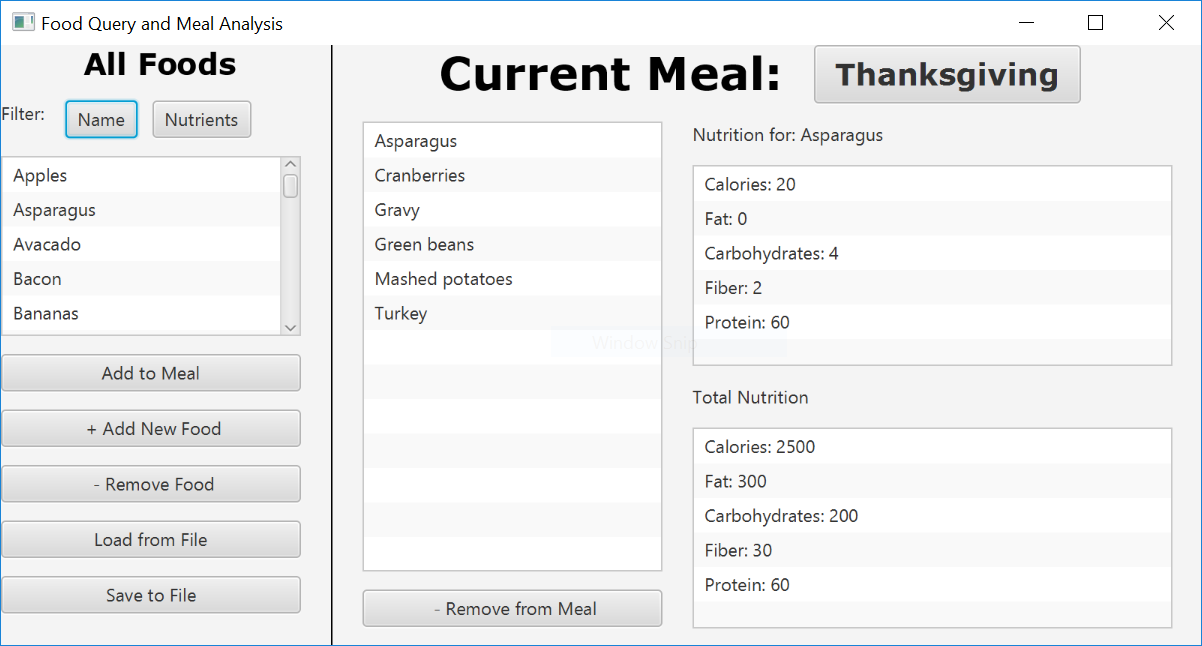 Food Query and Meal Analysis
All Foods
Filter:
Name
Nutrients
Apples
Asparagus
Avacado
Bacon
Bananas
Add to Meal
+ Add New Food
- Remove Food
Load from File
Save to File
Current Meal:
Thanksgiving
Asparagus
Cranberries
Gravy
Green beans
Mashed potatoes
Turkey
Window Snip
- Remove from Meal
Nutrition for: Asparagus
Calories: 20
Fat: 0
Carbohydrates: 4
Fiber: 2
Protein: 60
Total Nutrition
Calories: 2500
Fat: 300
Carbohydrates: 200
Fiber: 30
Protein: 60